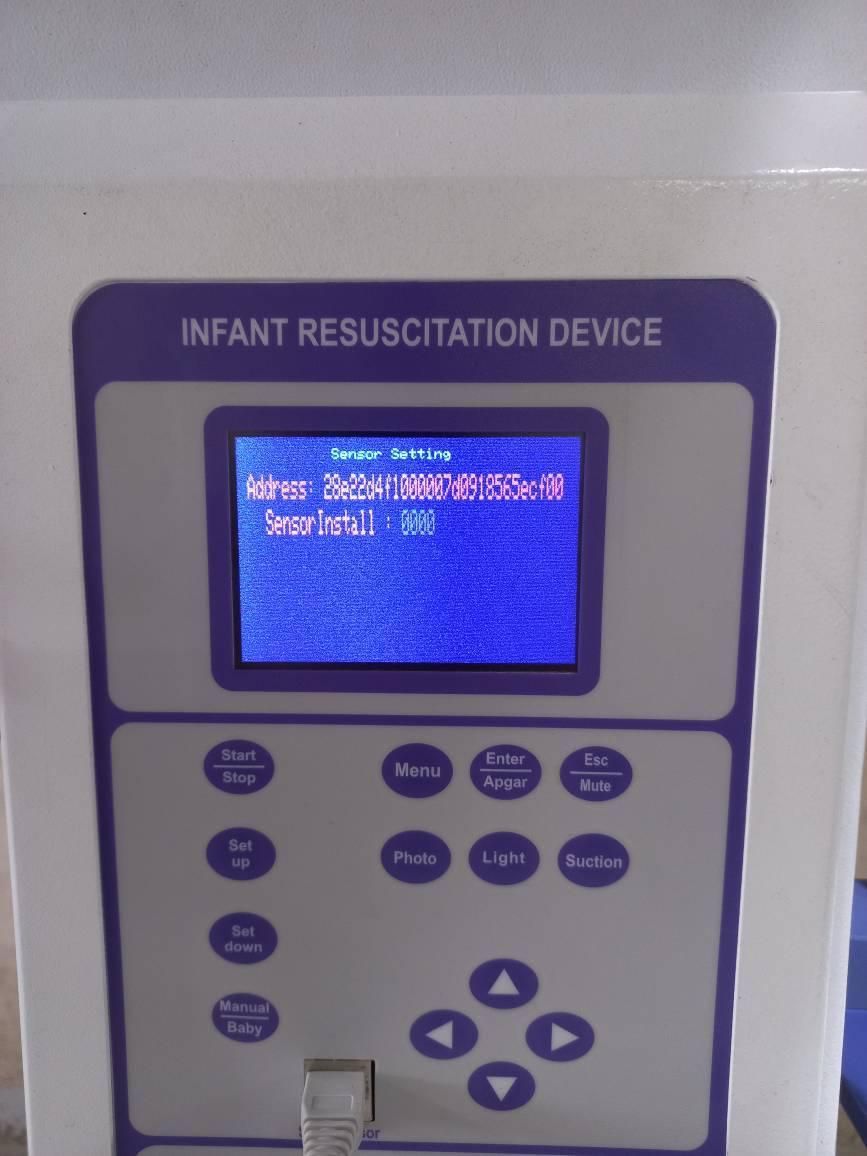 INFANT RESUSCITATION DEVICE
Sensor Setting
Address: 28e22d4f1000007d0918565ecf00
SensorInstall : 0000
Start
Stop
Menu
Enter
Apgar
Esc
Mute
Set
up
Photo
Light
Suction
Set
down
Manual
Baby